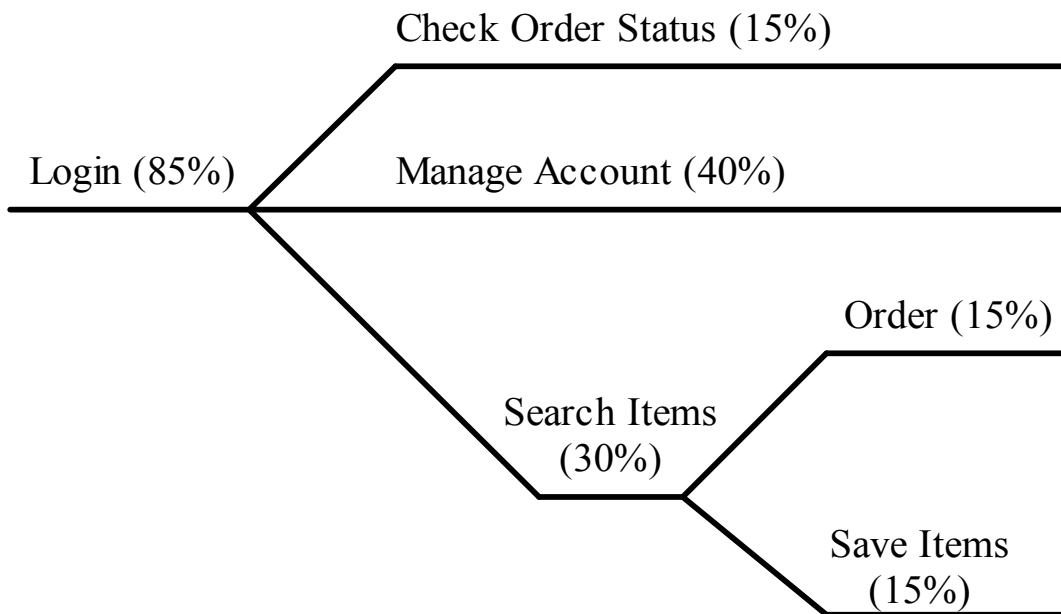 Check Order Status (15%)
Login (85%)
Manage Account (40%)
Order (15%)
Search Items
(30%)
Save Items
(15%)